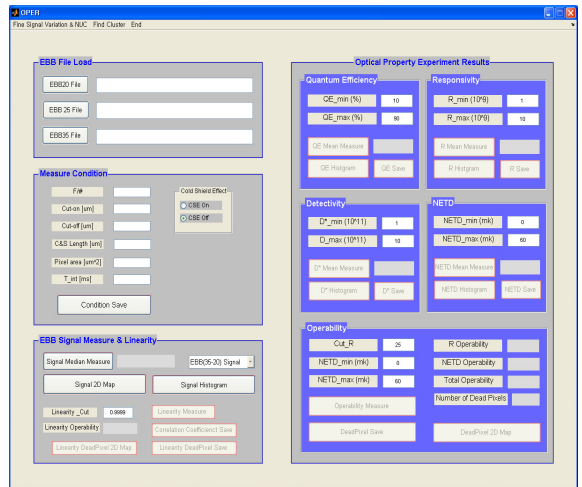 OPER
Fine Signal Variation & NUC Find Cluster End
EBB File Load
EBB20 File
EBB 25 File
EBB35 File
Measure Condition
F/#
Cut-on [um]
Cut-off [um]
C&S Length [um]
Pixel area [um^2]
T_int [ms]
Cold Shield Effect
CSE On
CSE Off
Condition Save
EBB Signal Measure & Linearity
Signal Median Measure
EBB(35-20) Signal
Signal 2D Map
Signal Histogram
Linearity _Cut 0.9989
Linearity Measure
Linearity Operability
Correlation Coefficienct Save
Linearity DeadPixel 2D Map
Linearity DeadPixel Save
Optical Property Experiment Results
Quantum Efficiency
QE_min (%) 10
QE_max (%) 90
QE Mean Measure
QE Histgram
QE Save
Responsivity
R_min (10^9) 1
R_max (10^9) 10
R Mean Measure
R Histgram
R Save
Detectivity
D*_min (10^11) 1
D_max (10^11) 10
D* Mean Measure
D* Histogram
D* Save
NETD
NETD_min (mk) 0
NETD_max (mk) 60
NETD Mean Measure
NETD Histogram
NETD Save
Operability
Cut_R 25
NETD_min (mk) 0
NETD_max (mk) 60
R Operability
NETD Operability
Total Operability
Number of Dead Pixels
Operability Measure
DeadPixel Save
DeadPixel 2D Map